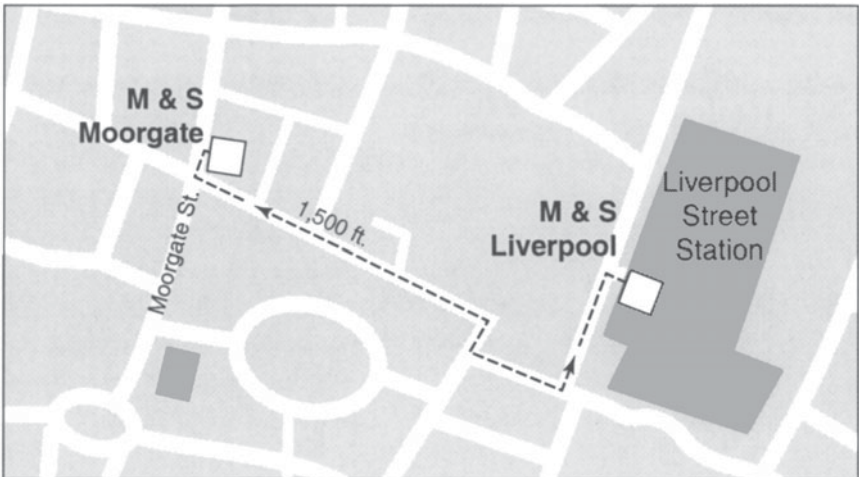 M & S
Moorgate
1,500 ft.
Moorgate St.
M & S
Liverpool
Liverpool
Street
Station